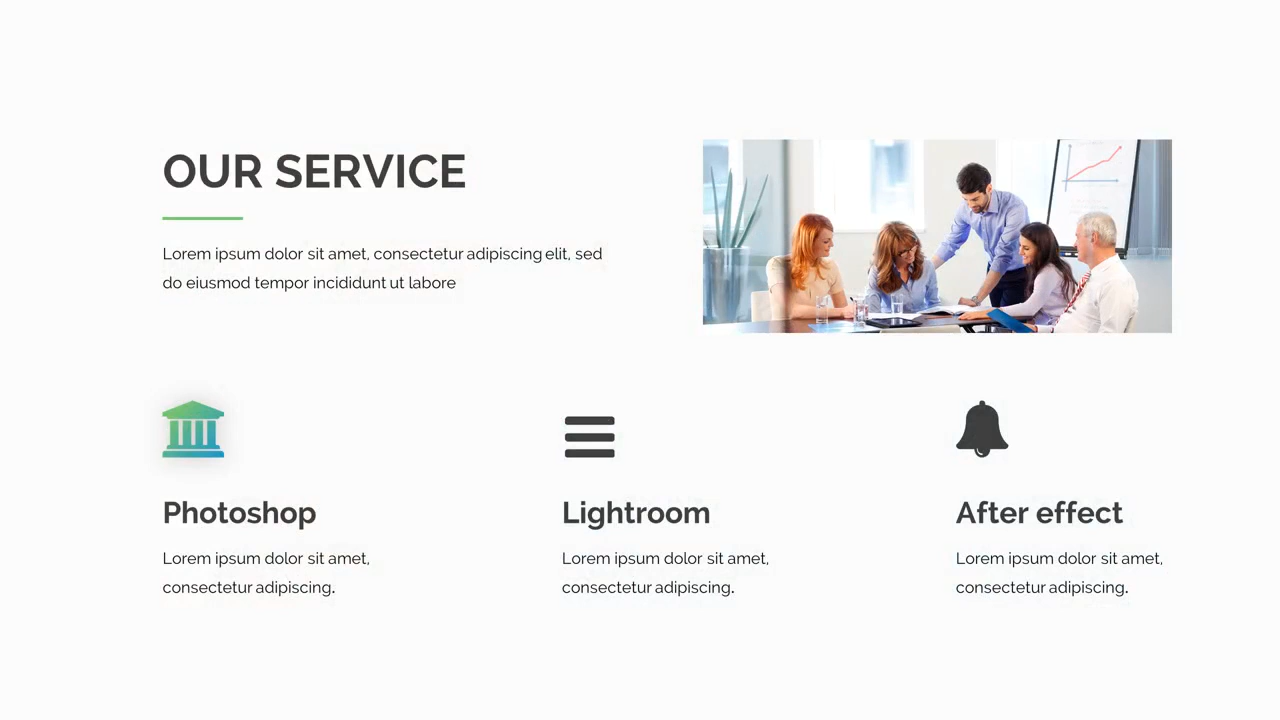 OUR SERVICE
Lorem ipsum dolor sit amet, consectetur adipiscing elit, sed
do eiusmod tempor incididunt ut labore
Photoshop
Lorem ipsum dolor sit amet,
consectetur adipiscing.
Lightroom
Lorem ipsum dolor sit amet,
consectetur adipiscing.
After effect
Lorem ipsum dolor sit amet,
consectetur adipiscing.